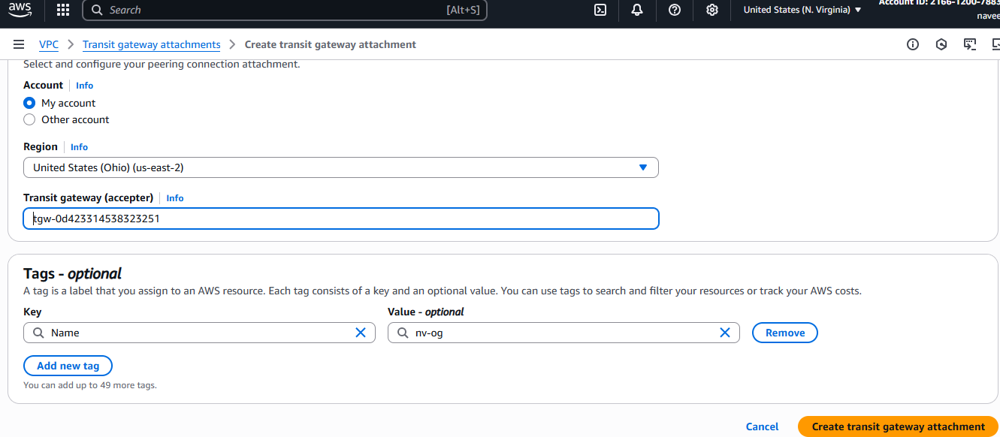 aws
Search [Alt+S] United States (N. Virginia) Account ID: 2166-1200-7883
navee
VPC Transit gateway attachments Create transit gateway attachment
Select and configure your peering connection attachment.
Account Info
My account
Other account
Region Info
United States (Ohio) (us-east-2)
Transit gateway (accepter) Info
tgw-0d423314538323251
Tags - optional
A tag is a label that you assign to an AWS resource. Each tag consists of a key and an optional value. You can use tags to search and filter your resources or track your AWS costs.
Key Value - optional
Name nv-og Remove
Add new tag
You can add up to 49 more tags.
Cancel Create transit gateway attachment